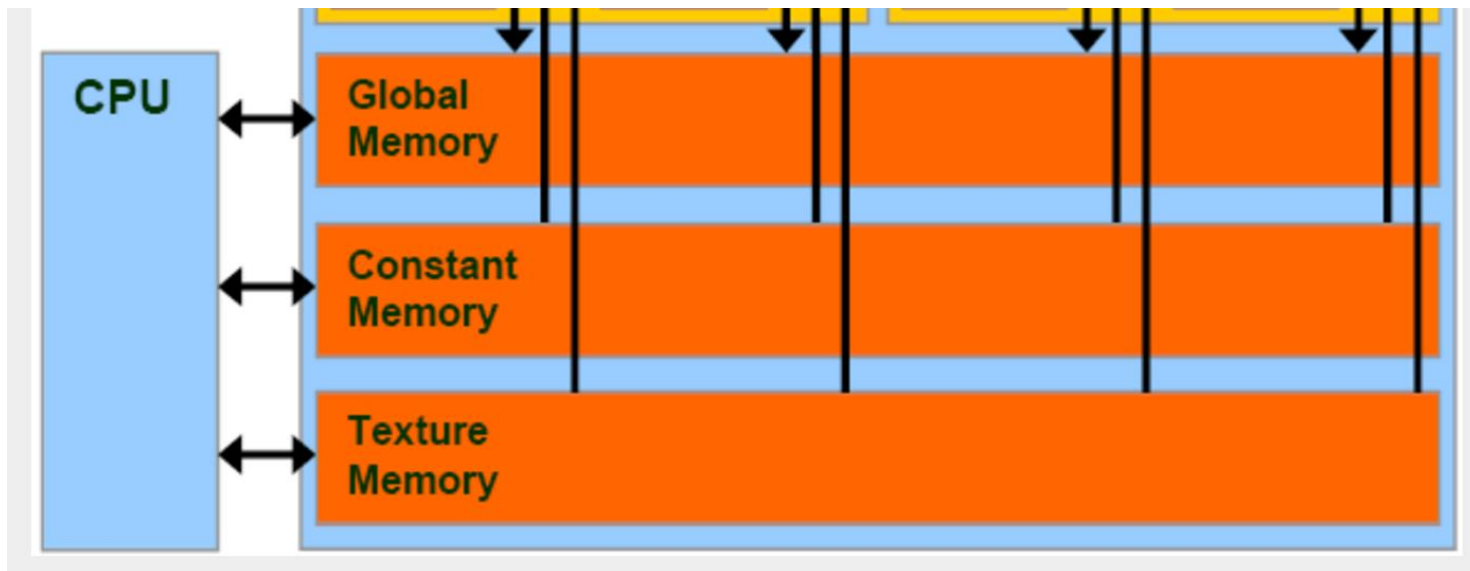 CPU
Global
Memory
Constant
Memory
Texture
Memory